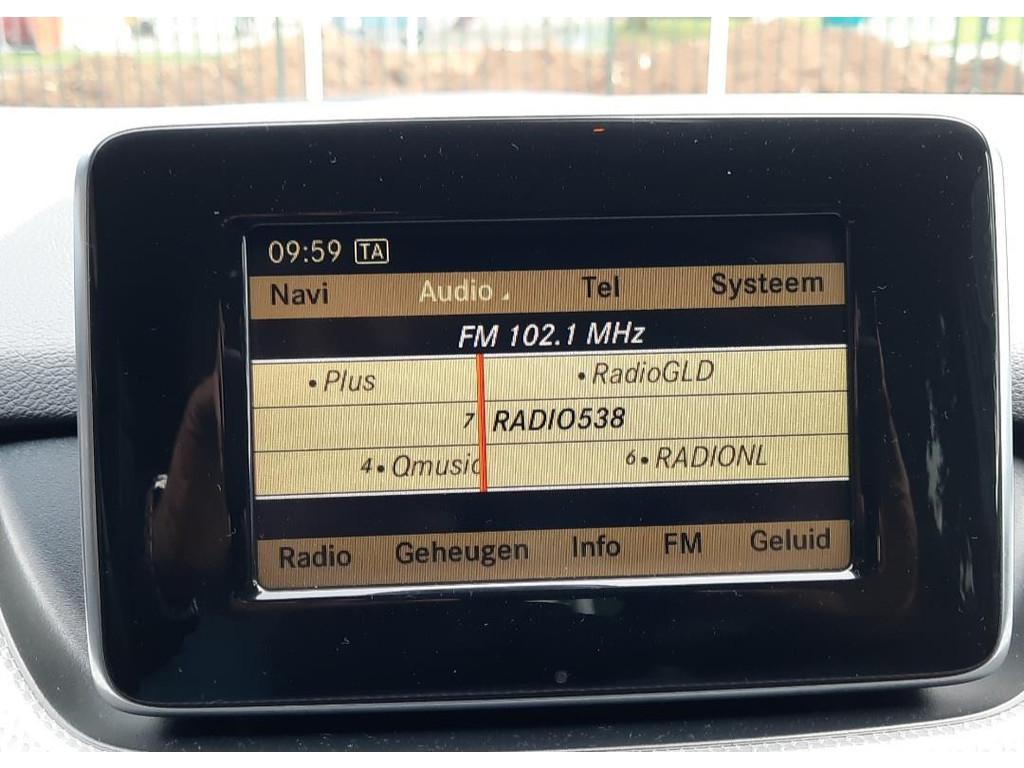 09:59 TA
Navi Audio Tel Systeem
FM 102.1 MHz
•Plus •RadioGLD
7 RADIO538
4•Qmusic 6•RADIONL
Radio Geheugen Info FM Geluid